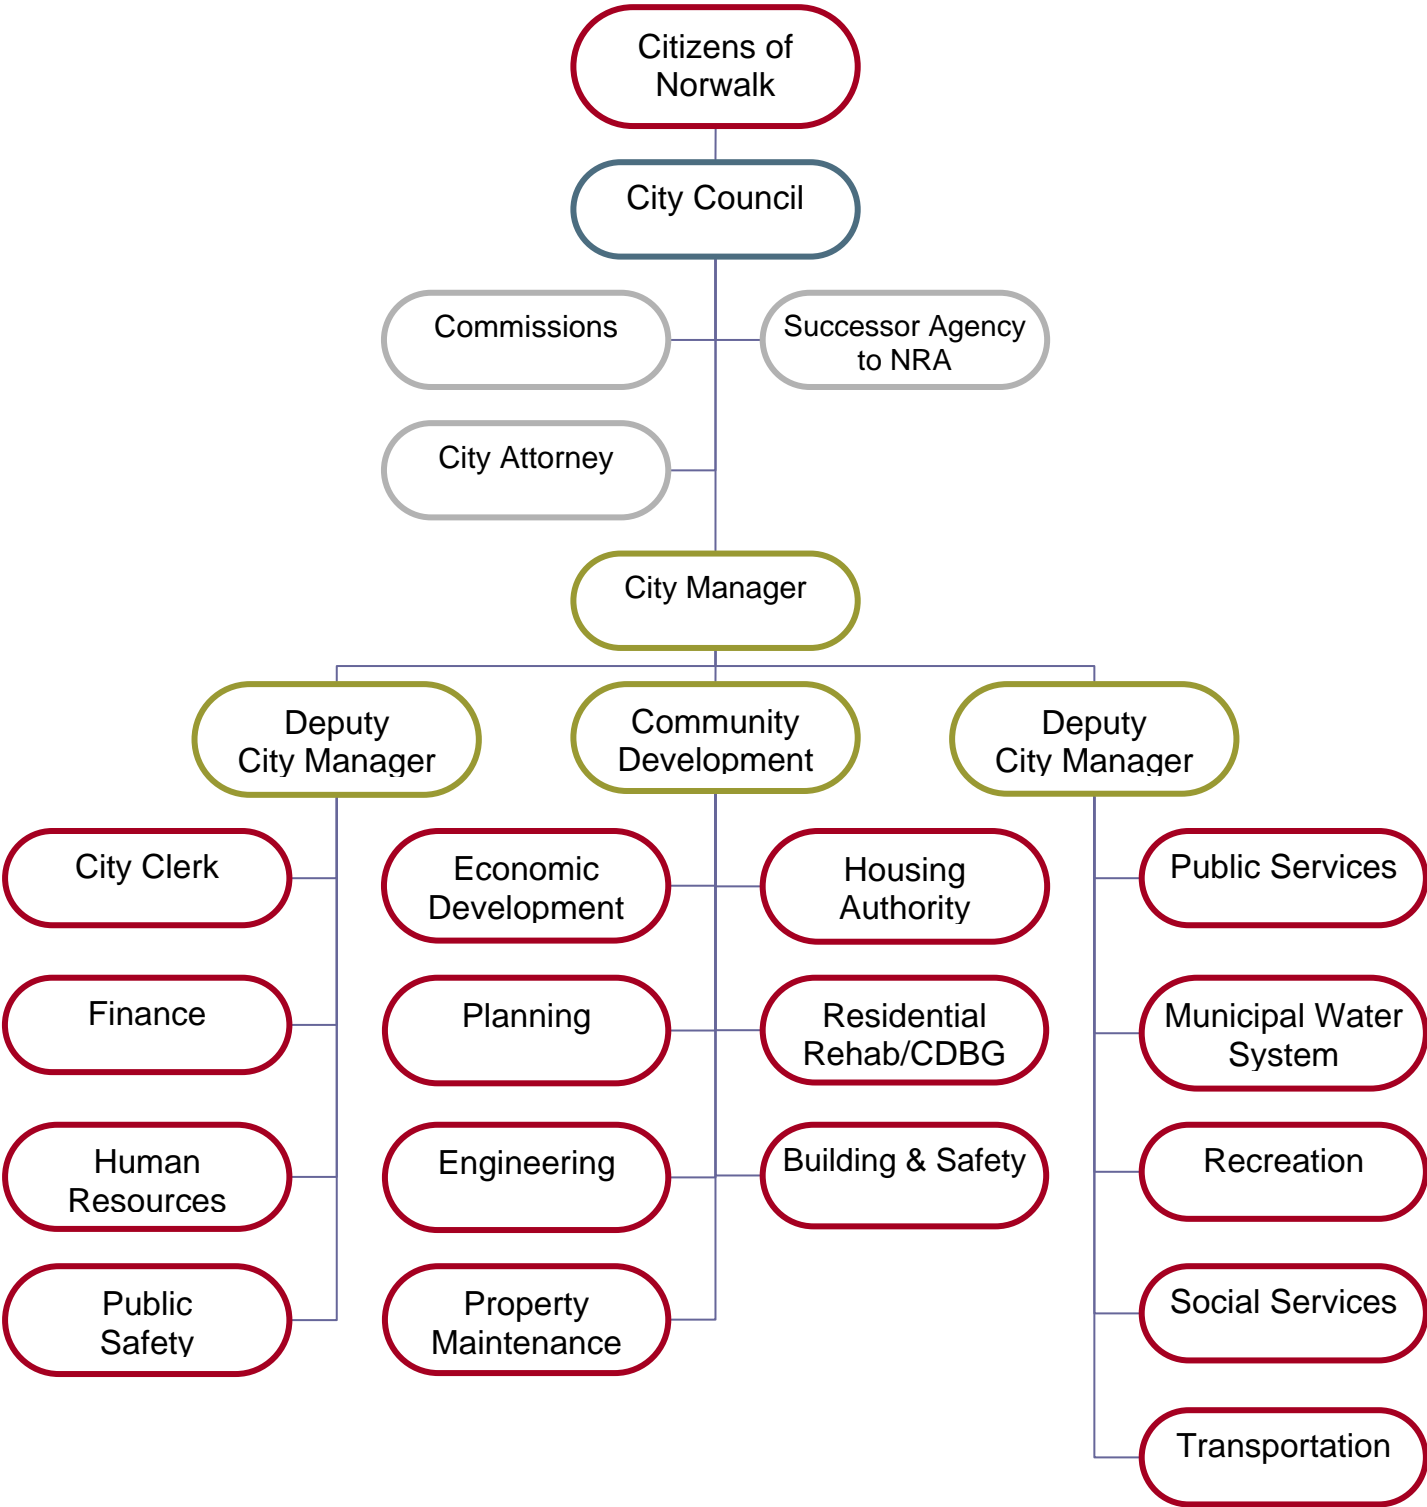 Citizens of
Norwalk
City Council
Commissions
Successor Agency
to NRA
City Attorney
City Manager
Deputy
City Manager
Community
Development
Deputy
City Manager
City Clerk
Economic
Development
Housing
Authority
Public Services
Finance
Planning
Residential
Rehab/CDBG
Municipal Water
System
Human
Resources
Engineering
Building & Safety
Recreation
Public
Safety
Property
Maintenance
Social Services
Transportation